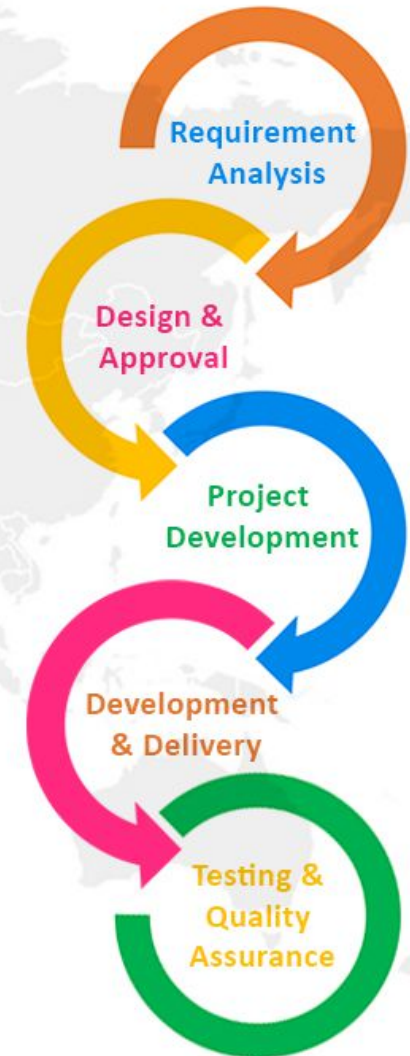 Requirement
Analysis
Design &
Approval
Project
Development
Development
& Delivery
Testing &
Quality
Assurance